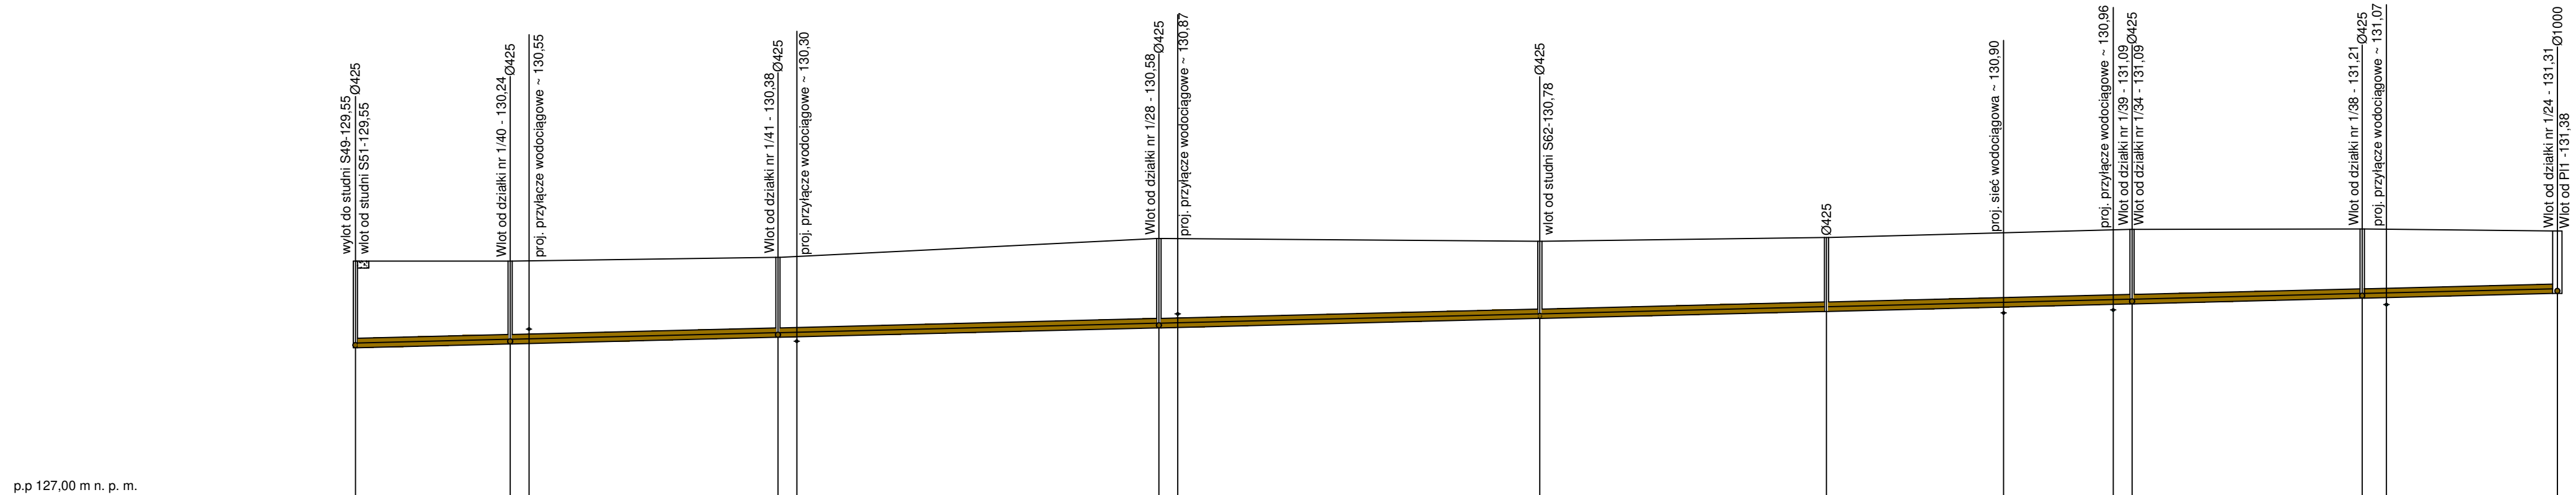 wylot do studni S49-129,55
Ø425
wlot od studni S51-129,55
Wlot od działki nr 1/40 - 130,24
Ø425
proj. przyłącze wodociągowe ~ 130,55
Wlot od działki nr 1/41 - 130,38
Ø425
proj. przyłącze wodociągowe ~ 130,30
Wlot od działki nr 1/28 - 130,58
Ø425
proj. przyłącze wodociągowe ~ 130,87
Ø425
wlot od studni S62-130,78
Ø425
proj. sieć wodociągowa ~ 130,90
proj. przyłącze wodociągowe ~ 130,96
Wlot od działki nr 1/39 - 131,09
Ø425
Wlot od działki nr 1/34 - 131,09
Wlot od działki nr 1/38 - 131,21
Ø425
proj. przyłącze wodociągowe ~ 131,07
Wlot od działki nr 1/24 - 131,31
Ø1000
Wlot od PI1 -131,38
p.p 127,00 m n. p. m.